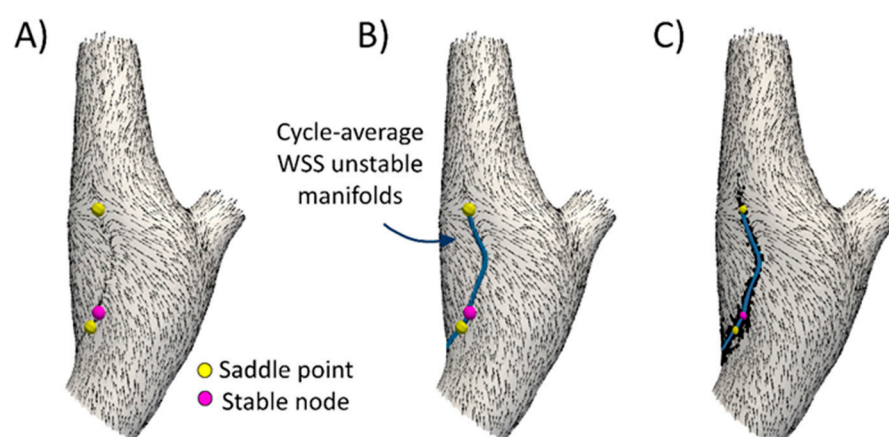 A)
B)
C)
Cycle-average
WSS unstable
manifolds
Saddle point
Stable node